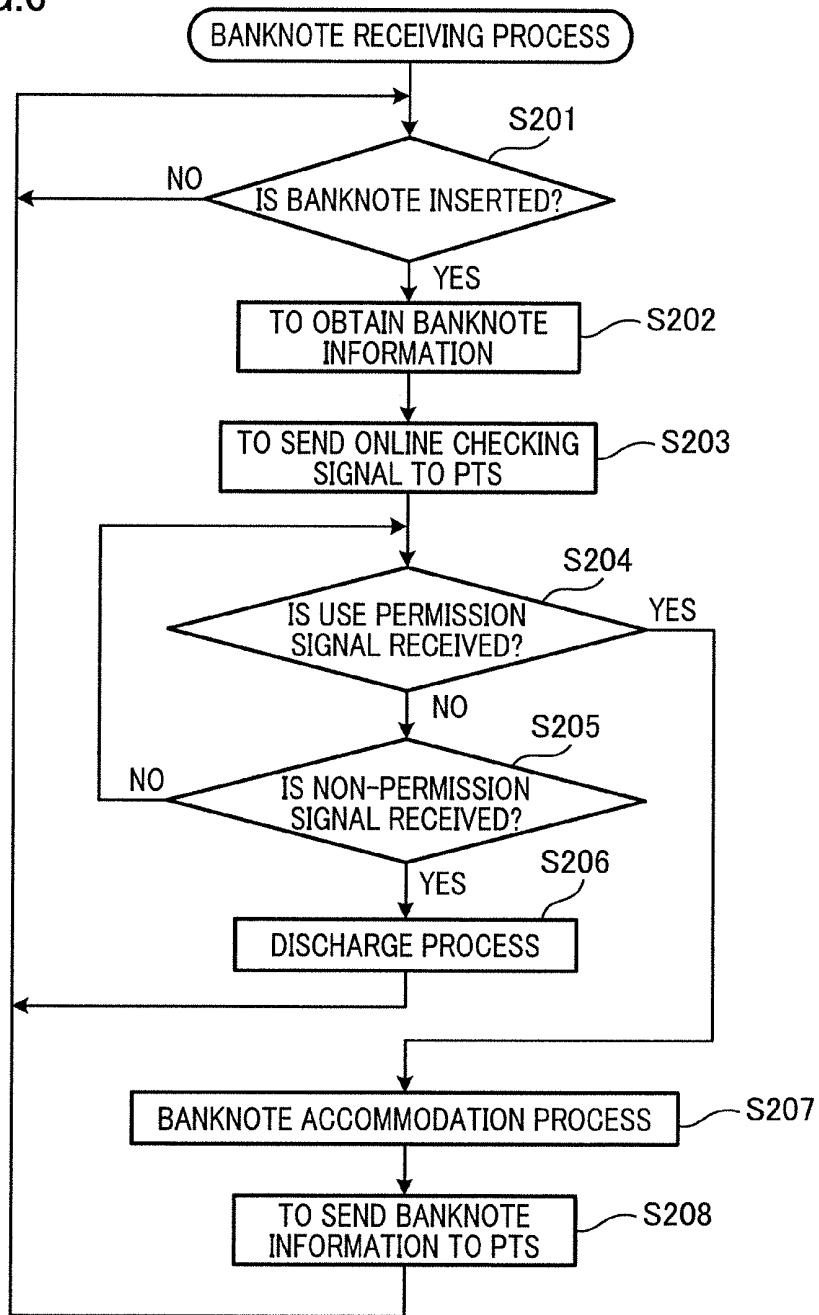 BANKNOTE RECEIVING PROCESS
S201
NO
IS BANKNOTE INSERTED?
YES
TO OBTAIN BANKNOTE
INFORMATION
S202
TO SEND ONLINE CHECKING
SIGNAL TO PTS
S203
S204
IS USE PERMISSION
SIGNAL RECEIVED?
YES
NO
S205
NO
IS NON-PERMISSION
SIGNAL RECEIVED?
YES
S206
DISCHARGE PROCESS
BANKNOTE ACCOMMODATION PROCESS
S207
TO SEND BANKNOTE
INFORMATION TO PTS
S208